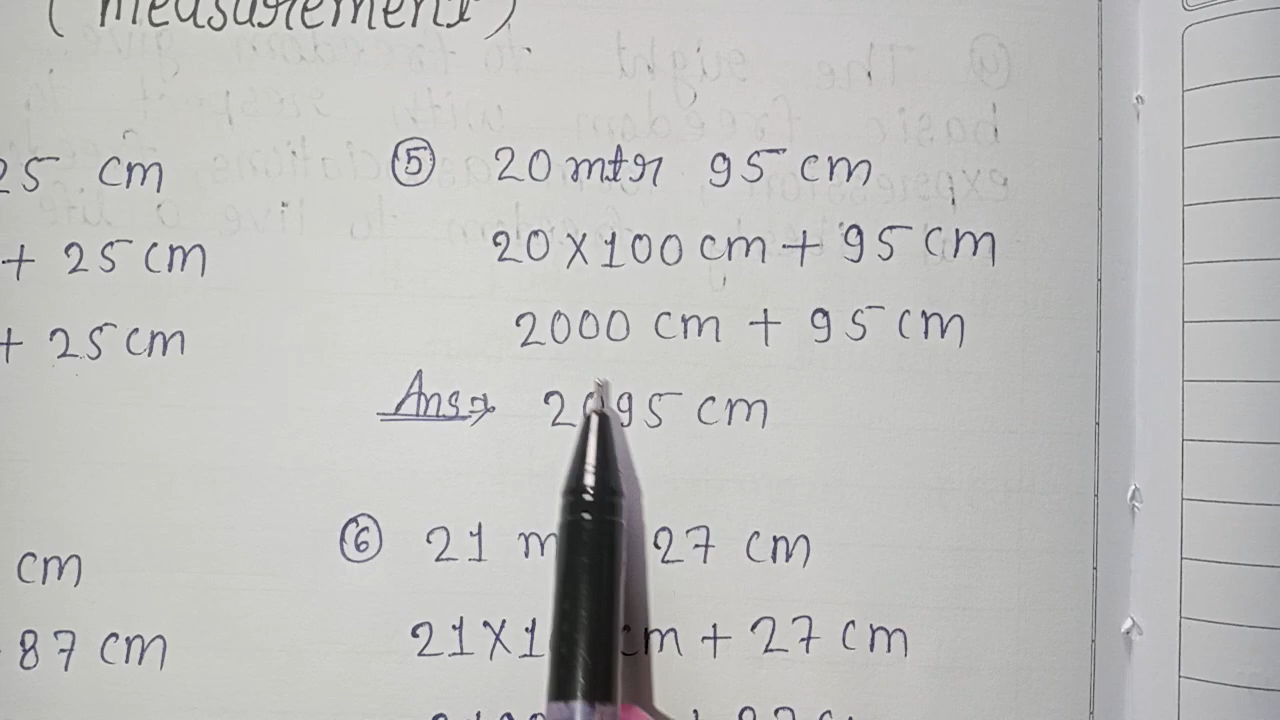 (measurement)
25 cm
+ 25 cm
+ 25 cm
cm
87 cm
⑤ 20 mtr 95 cm
20 × 100 cm + 95 cm
2000 cm + 95 cm
Ans → 2095 cm
⑥ 21 m 27 cm
21 × 1 cm + 27 cm